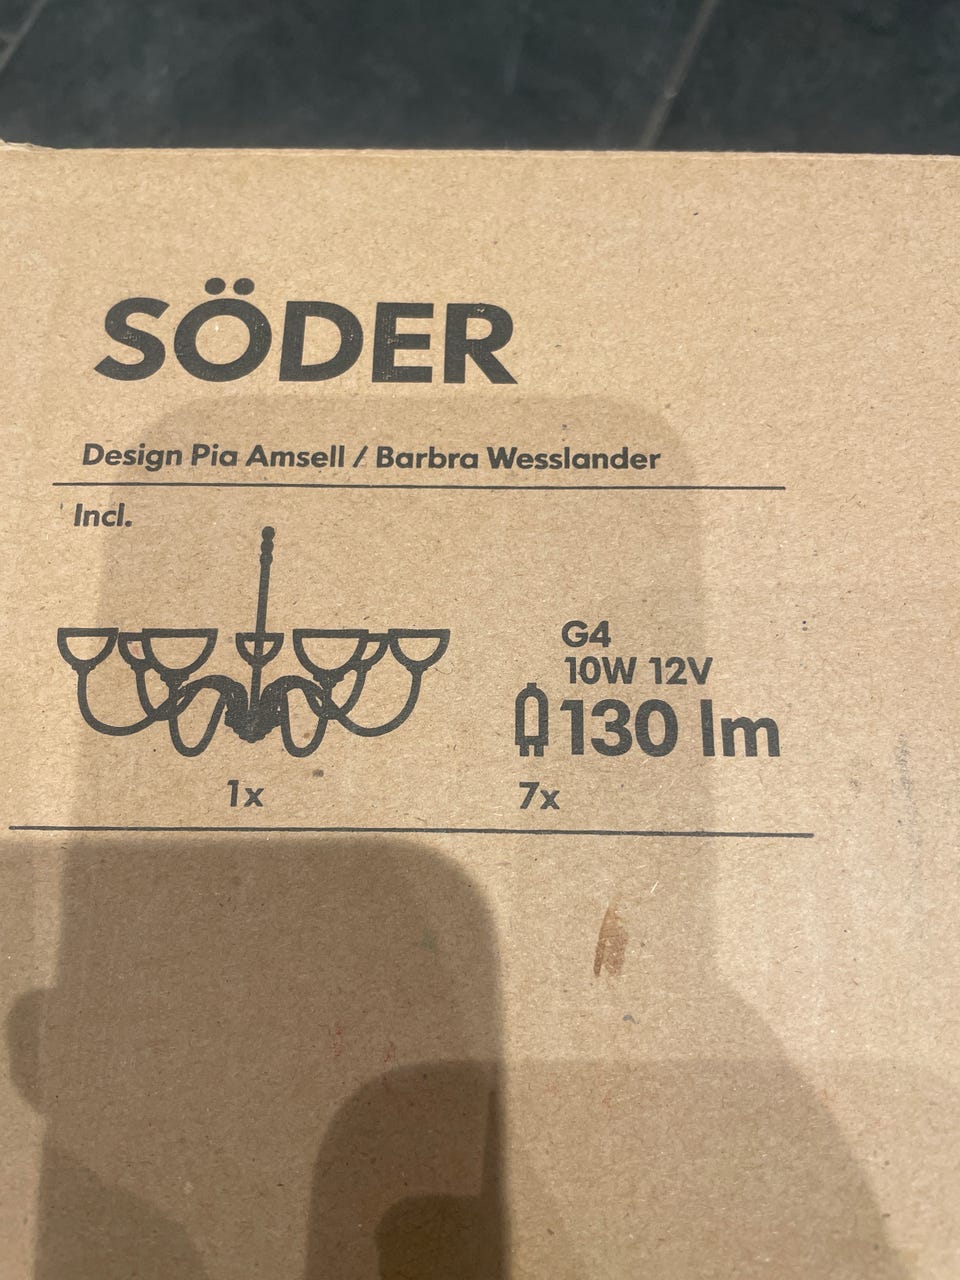 SÖDER
Design Pia Amsell / Barbra Wesslander
Incl.
G4
10W 12V
130 lm
1x
7x